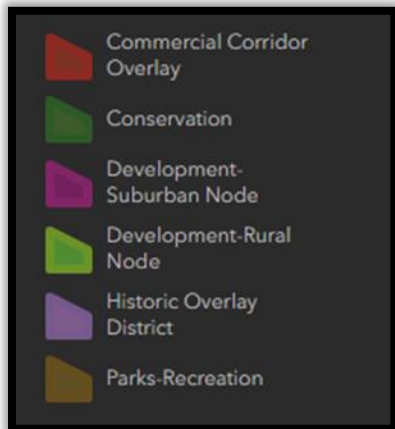 Commercial Corridor
Overlay
Conservation
Development-
Suburban Node
Development-Rural
Node
Historic Overlay
District
Parks-Recreation